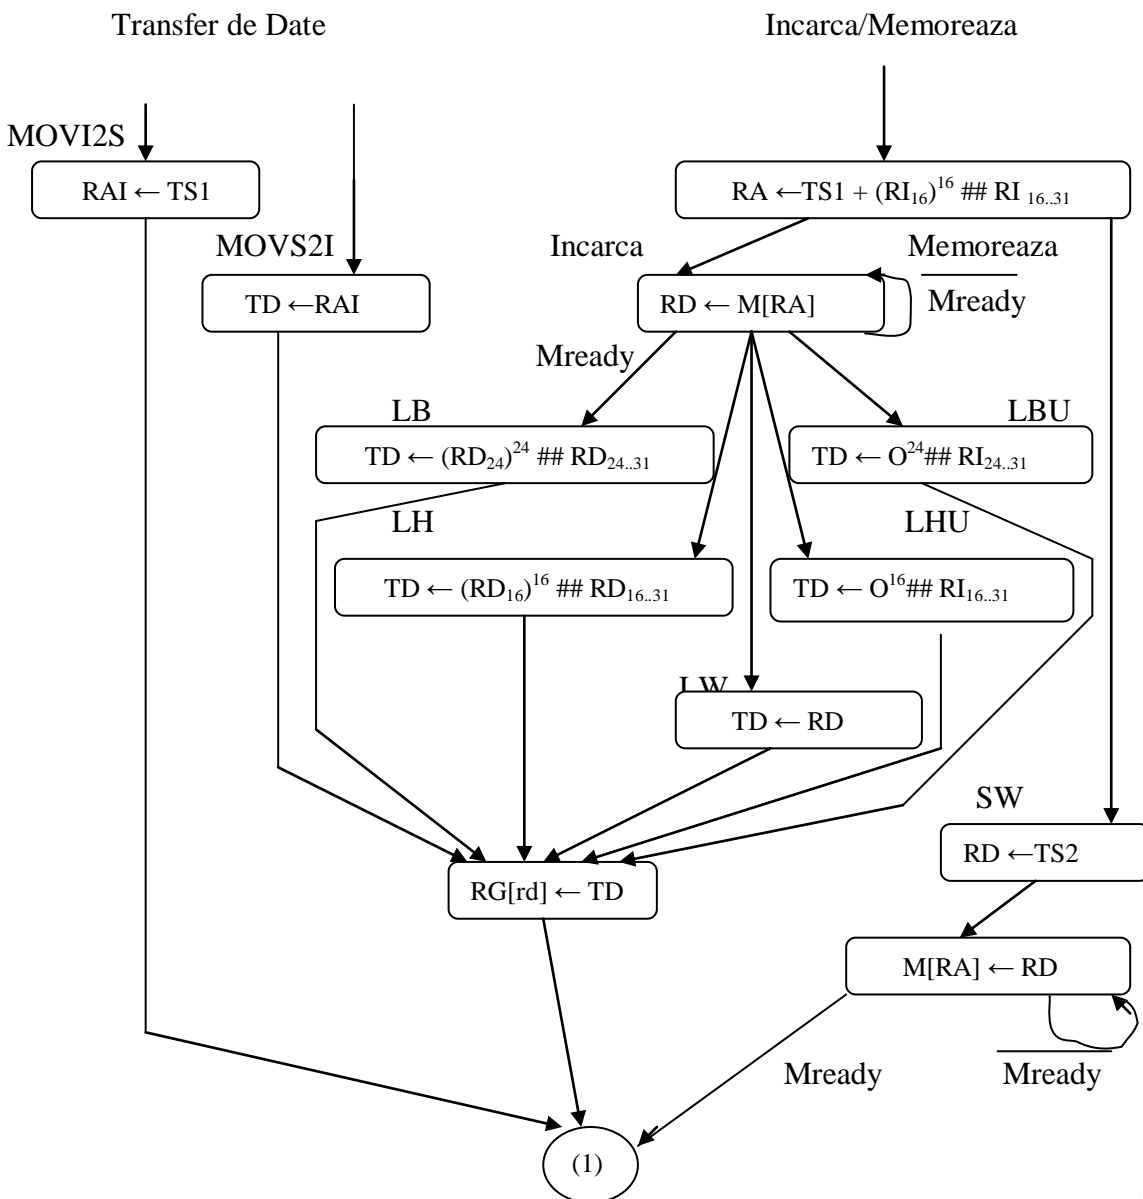 Transfer de Date
Incarca/Memoreaza
MOVI2S
RAI ← TS1
RA ←TS1 + (RI₁₆)¹⁶ ## RI ₁₆..₃₁
MOVS2I
Incarca
Memoreaza
TD ←RAI
RD ← M[RA]
Mready
Mready
LB
LBU
TD ← (RD₂₄)²⁴ ## RD₂₄..₃₁
TD ← O²⁴## RI₂₄..₃₁
LH
LHU
TD ← (RD₁₆)¹⁶ ## RD₁₆..₃₁
TD ← O¹⁶## RI₁₆..₃₁
LW
TD ← RD
SW
RD ←TS2
RG[rd] ← TD
M[RA] ← RD
Mready
Mready
(1)